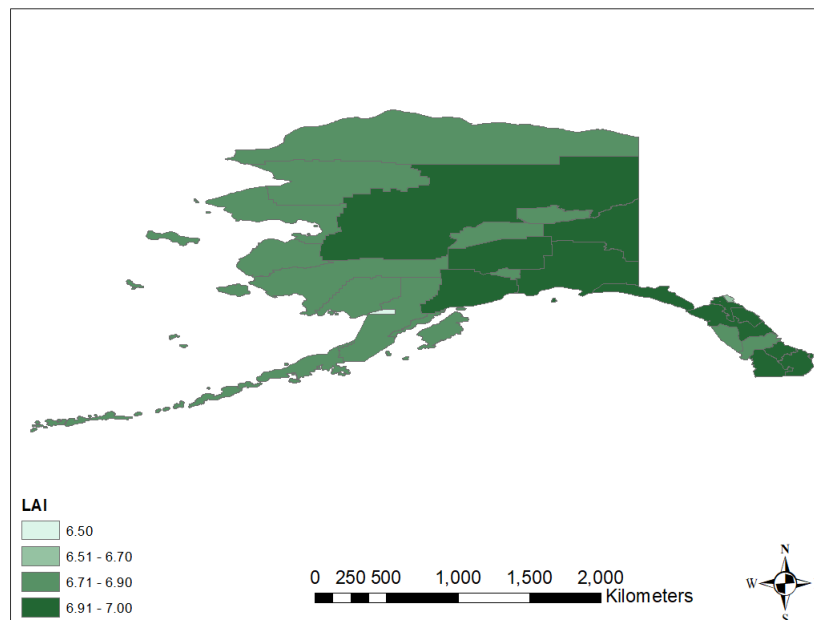 LAI
6.50
6.51 - 6.70
6.71 - 6.90
6.91 - 7.00
0 250 500 1,000 1,500 2,000
Kilometers
N
W E
S